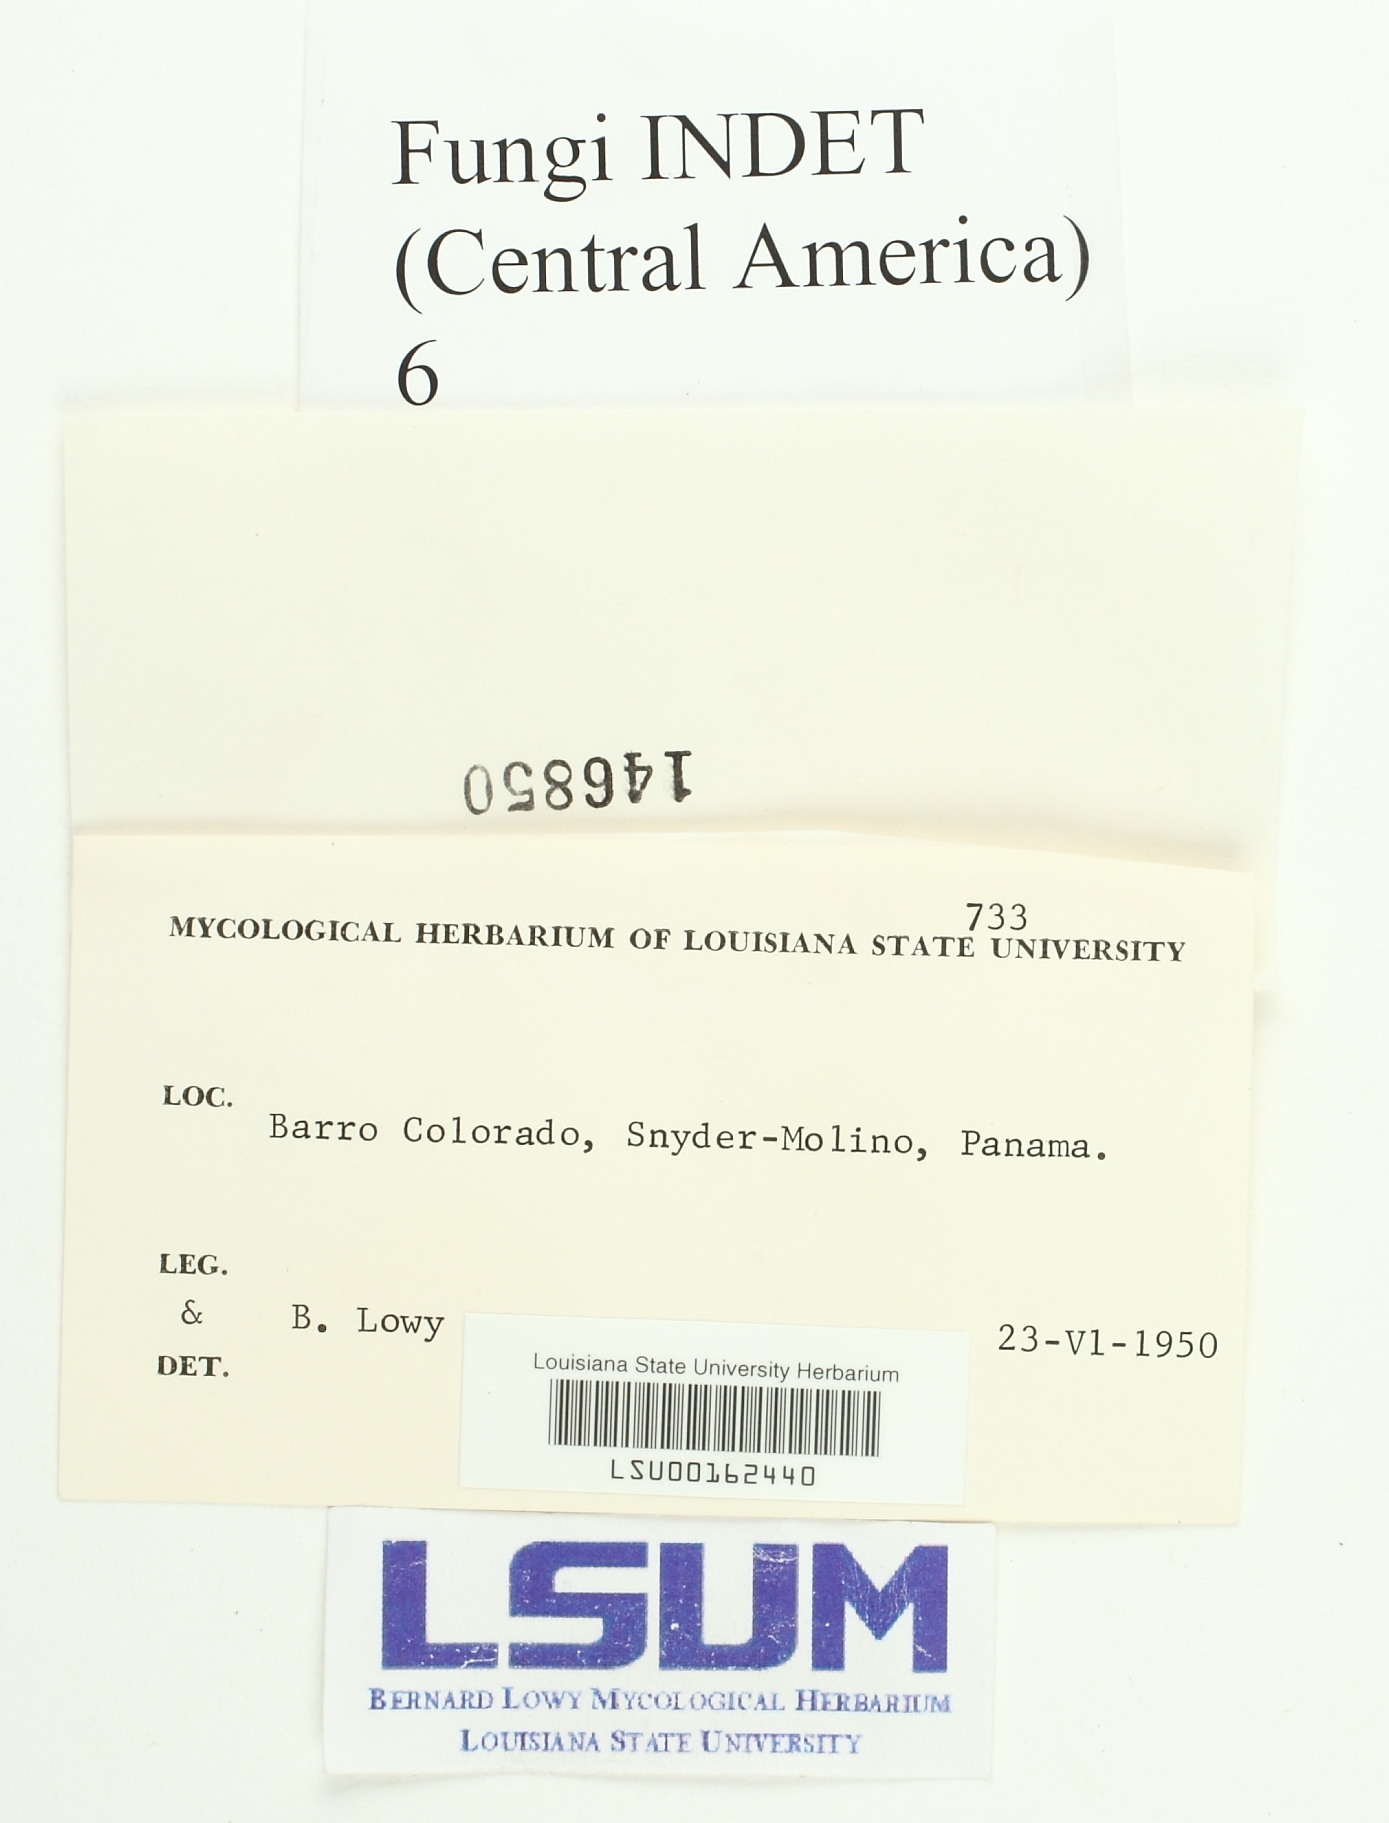 Fungi INDET
(Central America)
6
146850
733
MYCOLOGICAL HERBARIUM OF LOUISIANA STATE UNIVERSITY
LOC.
Barro Colorado, Snyder-Molino, Panama.
LEG.
& B. Lowy 23-V1-1950
DET.
Louisiana State University Herbarium
LSU00162440
LSUM
BERNARD LOWY MYCOLOGICAL HERBARIUM
LOUISIANA STATE UNIVERSITY